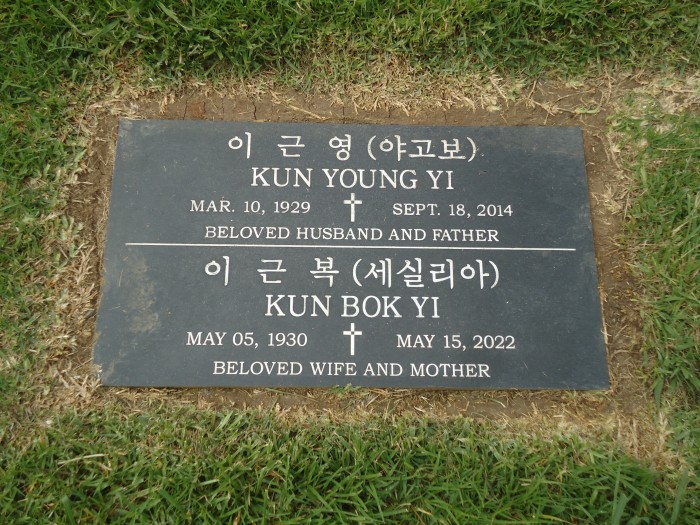 이 근 영 (야고보)
KUN YOUNG YI
MAR. 10, 1929 SEPT. 18, 2014
BELOVED HUSBAND AND FATHER
이 근 복 (세실리아)
KUN BOK YI
MAY 05, 1930 MAY 15, 2022
BELOVED WIFE AND MOTHER